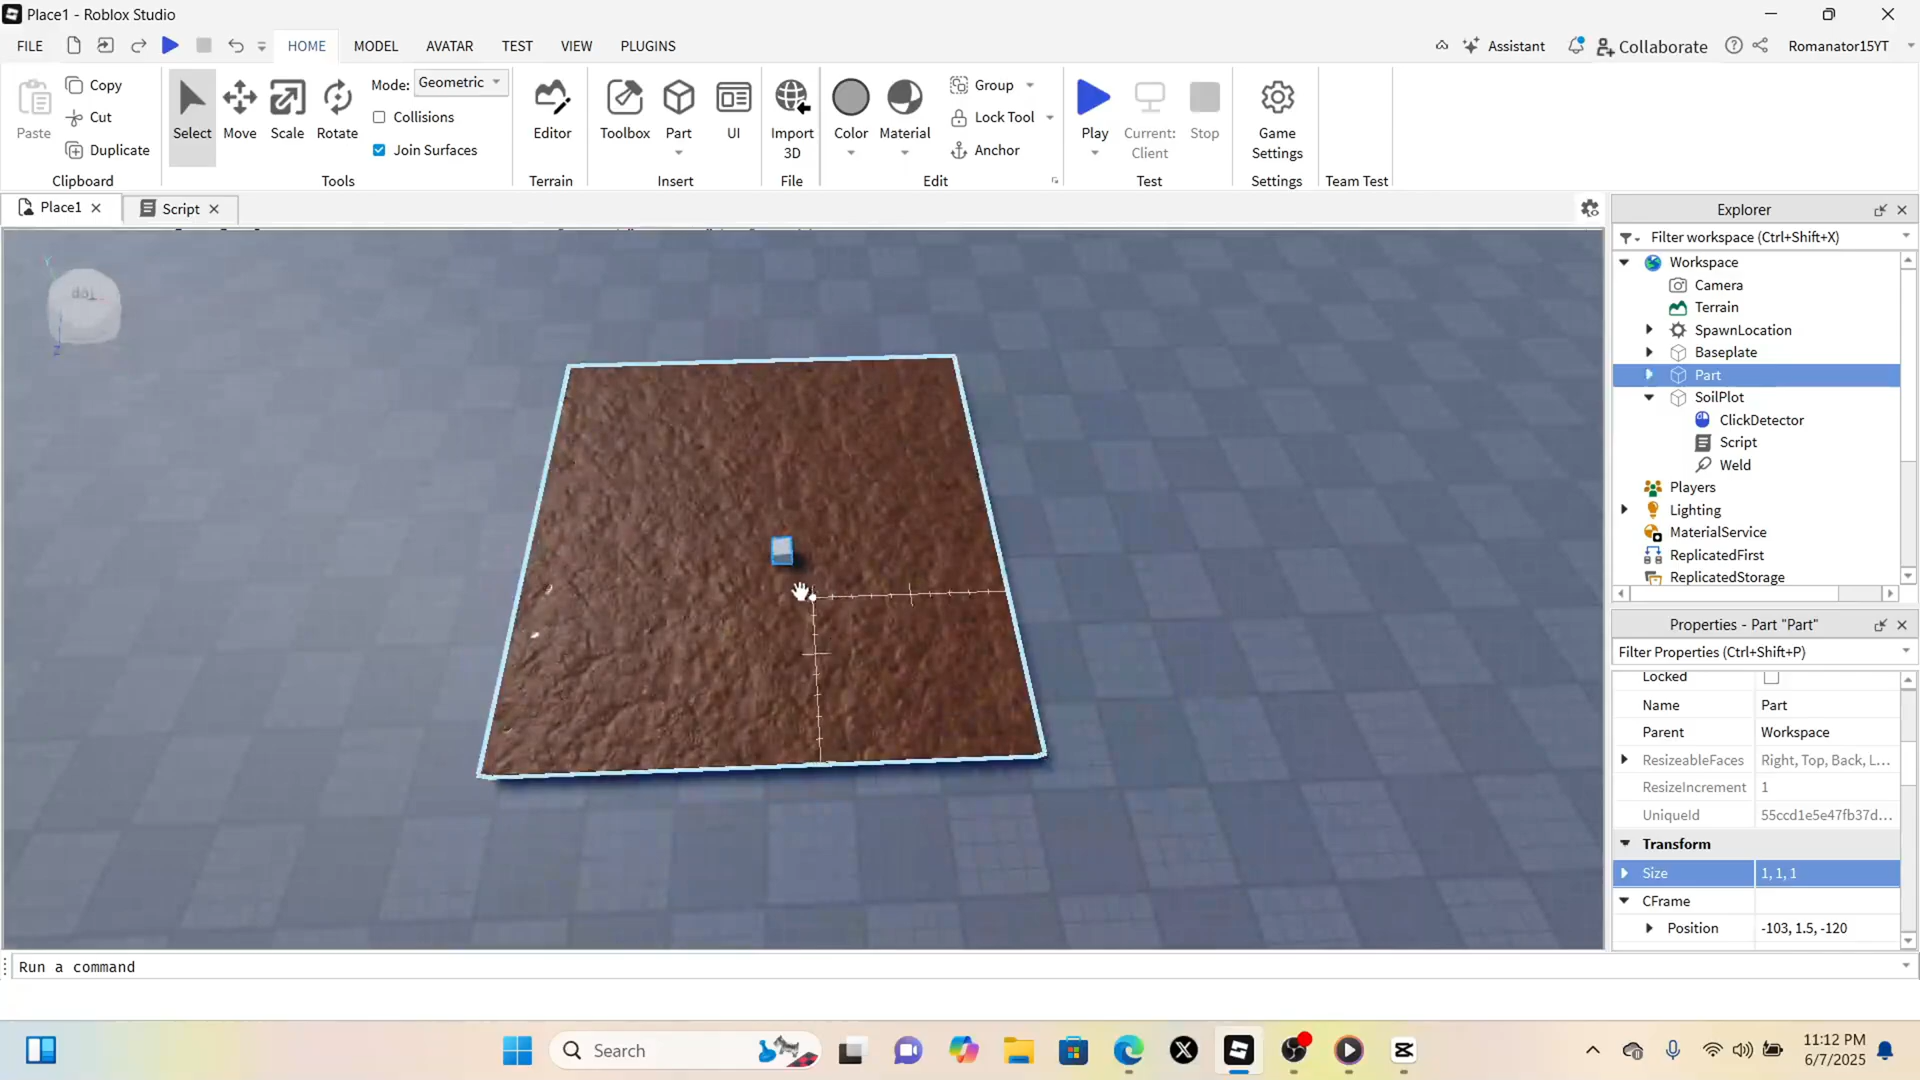 Place1 - Roblox Studio
FILE HOME MODEL AVATAR TEST VIEW PLUGINS Assistant Collaborate Romanator15YT
Paste Copy Cut Duplicate
Select Move Scale Rotate
Mode: Geometric
Collisions
Join Surfaces
Editor
Toolbox Part UI
Import 3D
Color Material
Group
Lock Tool
Anchor
Play Current: Client Stop
Game Settings
Clipboard Tools Terrain Insert File Edit Test Settings Team Test
Place1 Script
Explorer
Filter workspace (Ctrl+Shift+X)
Workspace
Camera
Terrain
SpawnLocation
Baseplate
Part
SoilPlot
ClickDetector
Script
Weld
Players
Lighting
MaterialService
ReplicatedFirst
ReplicatedStorage
Properties - Part "Part"
Filter Properties (Ctrl+Shift+P)
Locked
Name Part
Parent Workspace
ResizeableFaces Right, Top, Back, L...
ResizeIncrement 1
UniqueId 55ccd1e5e47fb37d...
Transform
Size 1, 1, 1
CFrame
Position -103, 1.5, -120
Run a command
Search
11:12 PM
6/7/2025